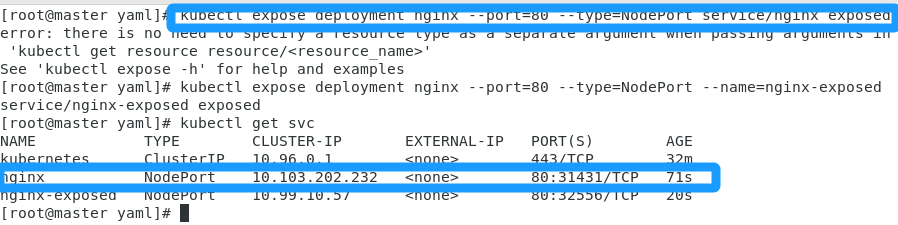 [root@master yaml]# kubectl expose deployment nginx --port=80 --type=NodePort service/nginx exposed
error: there is no need to specify a resource type as a separate argument when passing arguments in
'kubectl get resource resource/<resource_name>'
See 'kubectl expose -h' for help and examples
[root@master yaml]# kubectl expose deployment nginx --port=80 --type=NodePort --name=nginx-exposed
service/nginx-exposed exposed
[root@master yaml]# kubectl get svc
NAME TYPE CLUSTER-IP EXTERNAL-IP PORT(S) AGE
kubernetes ClusterIP 10.96.0.1 <none> 443/TCP 32m
nginx NodePort 10.103.202.232 <none> 80:31431/TCP 71s
nginx-exposed NodePort 10.99.10.57 <none> 80:32556/TCP 20s
[root@master yaml]#